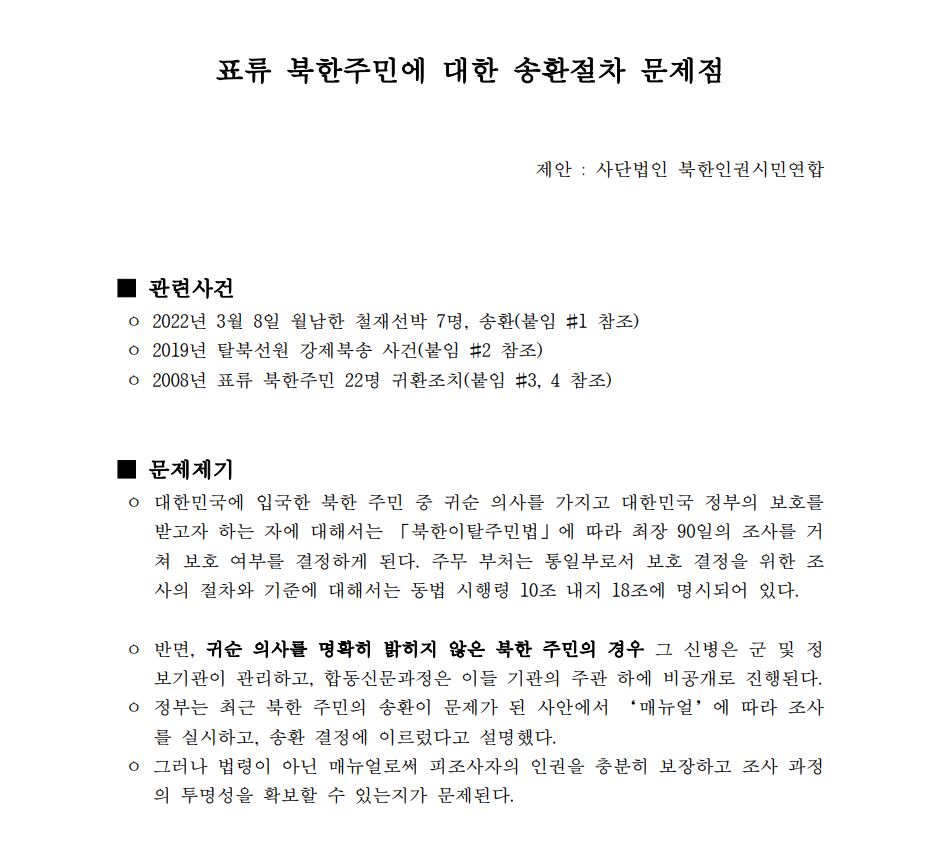 표류 북한주민에 대한 송환절차 문제점
제안 : 사단법인 북한인권시민연합
■ 관련사건
ㅇ 2022년 3월 8일 월남한 철재선박 7명, 송환(붙임 #1 참조)
ㅇ 2019년 탈북선원 강제북송 사건(붙임 #2 참조)
ㅇ 2008년 표류 북한주민 22명 귀환조치(붙임 #3, 4 참조)
■ 문제제기
ㅇ 대한민국에 입국한 북한 주민 중 귀순 의사를 가지고 대한민국 정부의 보호를
받고자 하는 자에 대해서는 「북한이탈주민법」에 따라 최장 90일의 조사를 거
쳐 보호 여부를 결정하게 된다. 주무 부처는 통일부로서 보호 결정을 위한 조
사의 절차와 기준에 대해서는 동법 시행령 10조 내지 18조에 명시되어 있다.
ㅇ 반면, 귀순 의사를 명확히 밝히지 않은 북한 주민의 경우 그 신병은 군 및 정
보기관이 관리하고, 합동신문과정은 이들 기관의 주관 하에 비공개로 진행된다.
ㅇ 정부는 최근 북한 주민의 송환이 문제가 된 사안에서 ‘매뉴얼’에 따라 조사
를 실시하고, 송환 결정에 이르렀다고 설명했다.
ㅇ 그러나 법령이 아닌 매뉴얼로써 피조사자의 인권을 충분히 보장하고 조사 과정
의 투명성을 확보할 수 있는지가 문제된다.